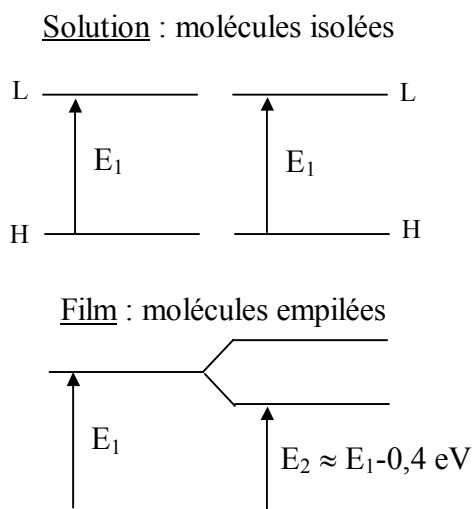 Solution : molécules isolées
L L
E₁ E₁
H H
Film : molécules empilées
E₁
E₂ ≈ E₁-0,4 eV